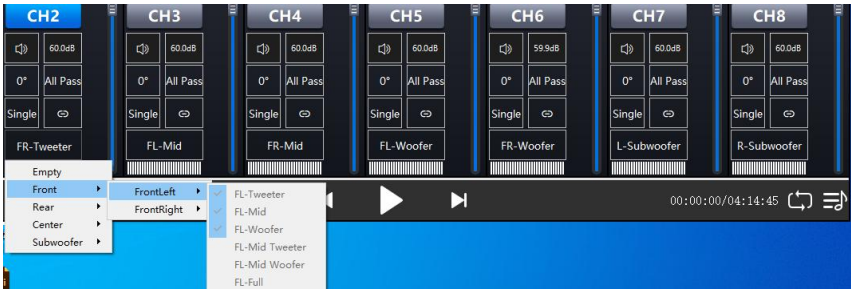 CH2 CH3 CH4 CH5 CH6 CH7 CH8
60.0dB 60.0dB 60.0dB 60.0dB 59.9dB 60.0dB 60.0dB
0° All Pass 0° All Pass 0° All Pass 0° All Pass 0° All Pass 0° All Pass 0° All Pass
Single Single Single Single Single Single Single
FR-Tweeter FL-Mid FR-Mid FL-Woofer FR-Woofer L-Subwoofer R-Subwoofer
Empty
Front FrontLeft FL-Tweeter
Rear FrontRight FL-Mid
00:00:00/04:14:45
Center FL-Woofer
Subwoofer FL-Mid Tweeter
FL-Mid Woofer
FL-Full